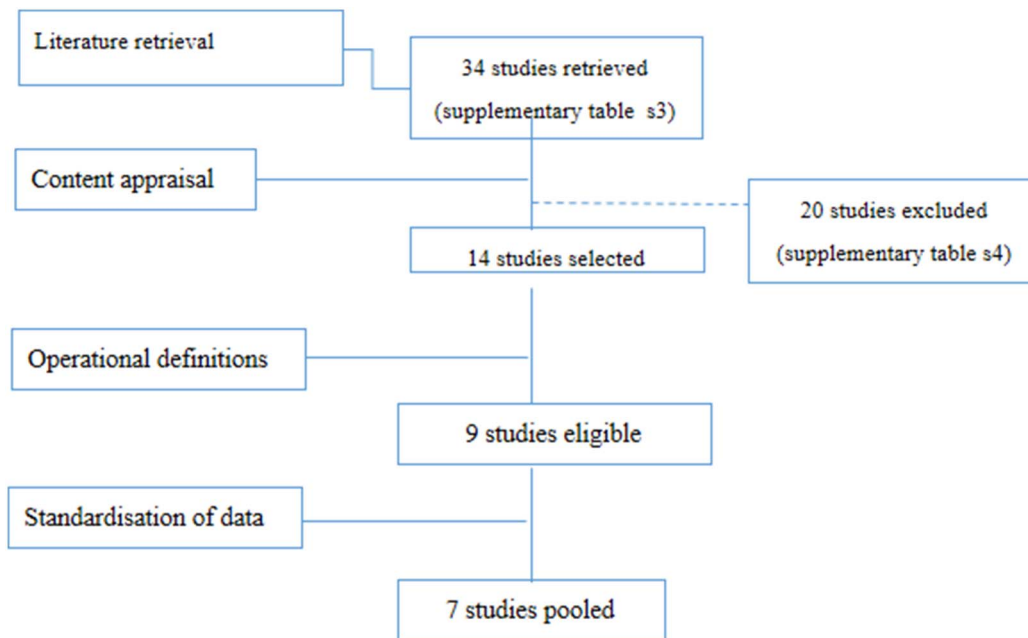 Literature retrieval
34 studies retrieved
(supplementary table s3)
Content appraisal
20 studies excluded
(supplementary table s4)
14 studies selected
Operational definitions
9 studies eligible
Standardisation of data
7 studies pooled